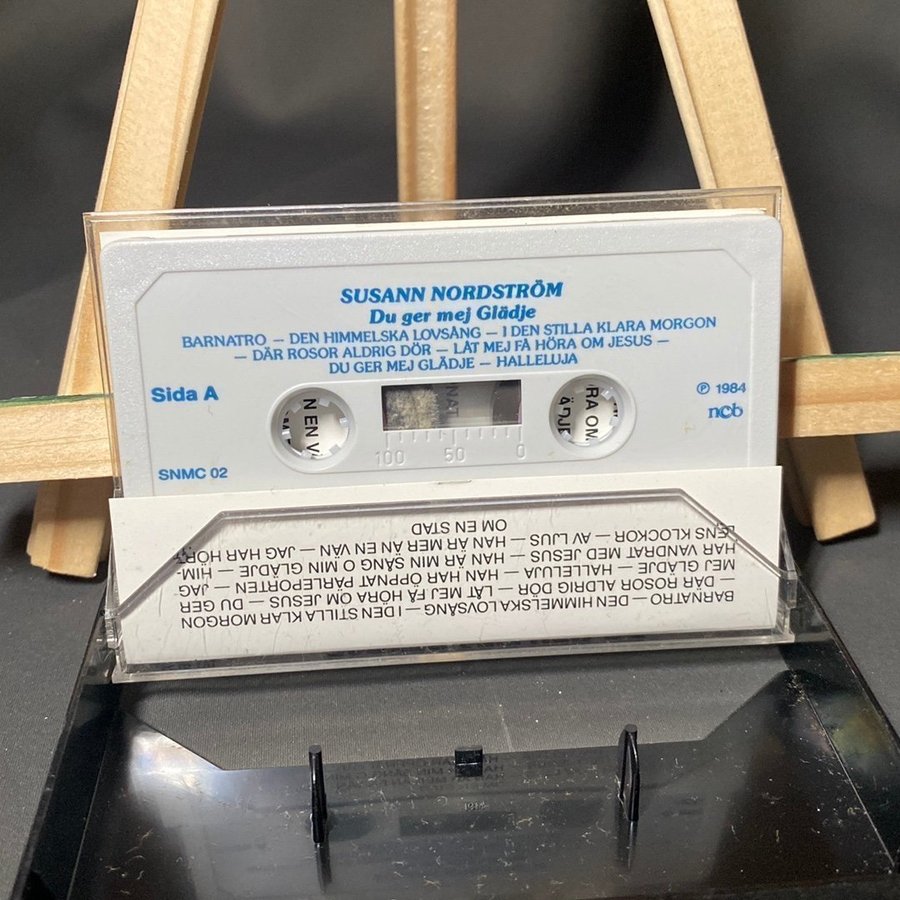 SUSANN NORDSTRÖM
Du ger mej Glädje
BARNATRO – DEN HIMMELSKA LOVSÅNG – I DEN STILLA KLARA MORGON
– DÄR ROSOR ALDRIG DÖR – LÅT MEJ FÅ HÖRA OM JESUS –
DU GER MEJ GLÄDJE – HALLELUJA
Sida A
℗ 1984
ncb
N EN V
RA OM
100 50 0
SNMC 02
BARNATRO — DEN HIMMELSKA LOVSÅNG — I DEN STILLA KLAR MORGON
— DÄR ROSOR ALDRIG DÖR — LÅT MEJ FÅ HÖRA OM JESUS — DU GER
MEJ GLÄDJE — HALLELUJA — HAN HAR ÖPPNAT PÄRLEPORTEN — JAG
HAR VANDRAT MED JESUS — HAN ÄR MIN SÅNG O MIN GLÄDJE — HIM-
LENS KLOCKOR — AV LJUS — HAN ÄR MER ÄN EN VÄN — JAG HAR HÖRT
OM EN STAD